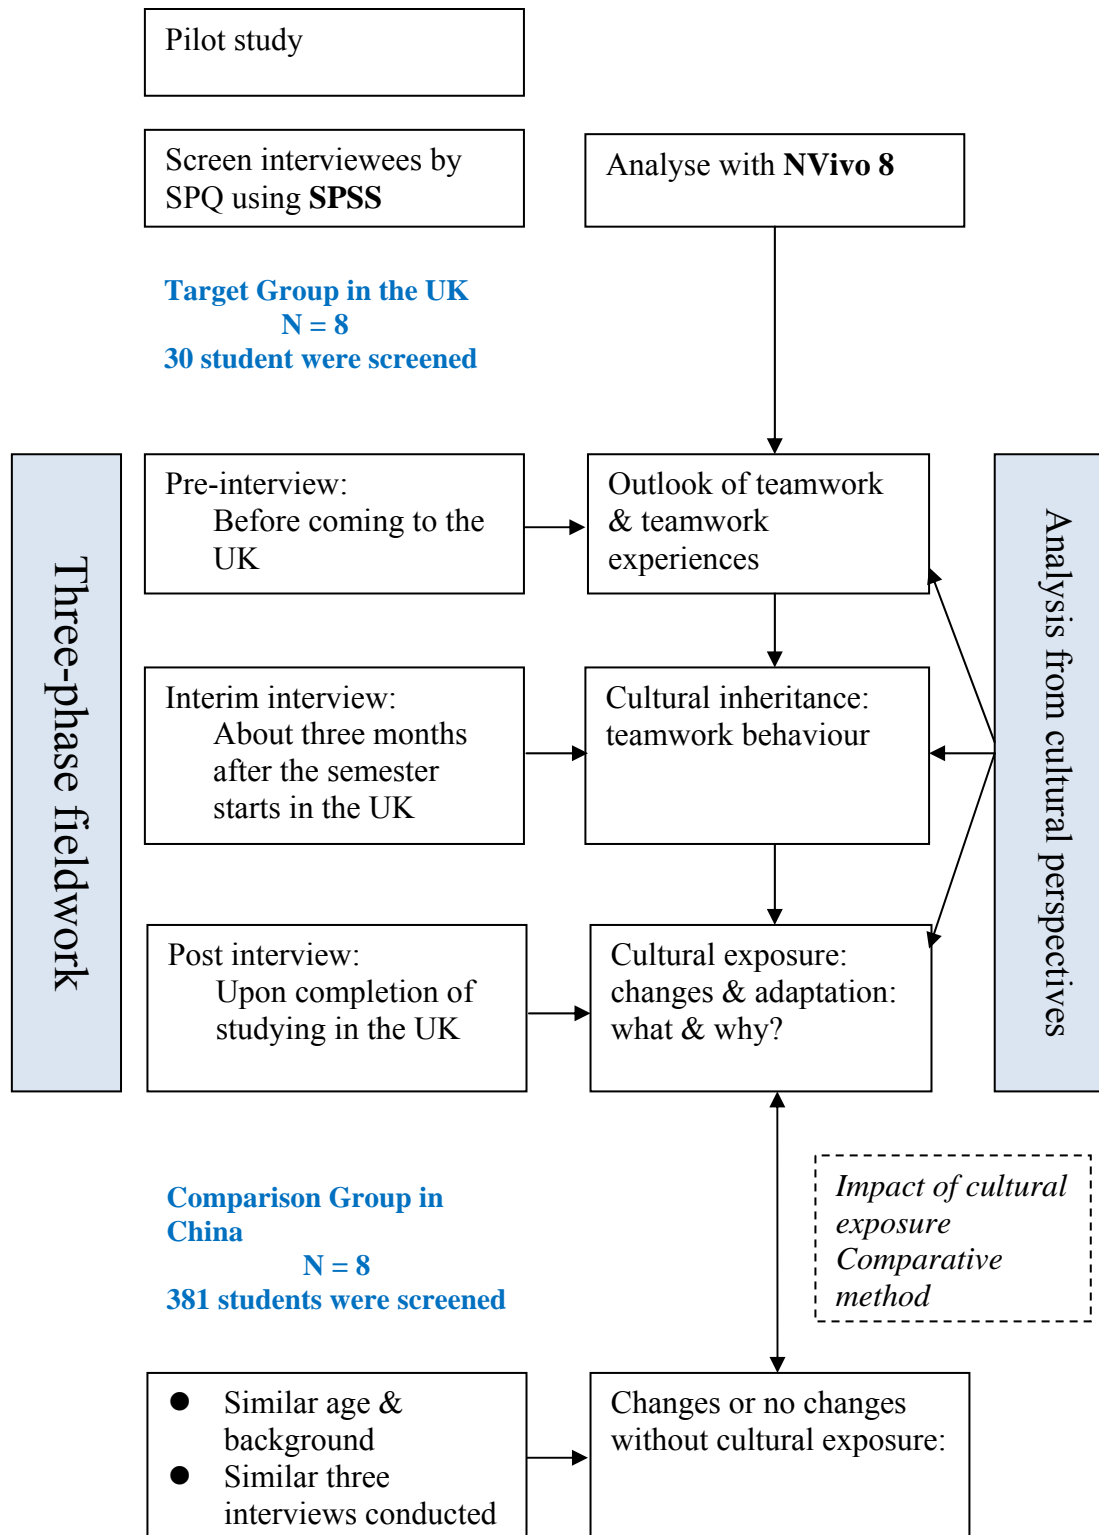 Pilot study
Screen interviewees by
SPQ using SPSS
Analyse with NVivo 8
Target Group in the UK
N = 8
30 student were screened
Three-phase fieldwork
Pre-interview:
Before coming to the
UK
Outlook of teamwork
& teamwork
experiences
Interim interview:
About three months
after the semester
starts in the UK
Cultural inheritance:
teamwork behaviour
Post interview:
Upon completion of
studying in the UK
Cultural exposure:
changes & adaptation:
what & why?
Analysis from cultural perspectives
Impact of cultural
exposure
Comparative
method
Comparison Group in
China
N = 8
381 students were screened
● Similar age &
background
● Similar three
interviews conducted
Changes or no changes
without cultural exposure: